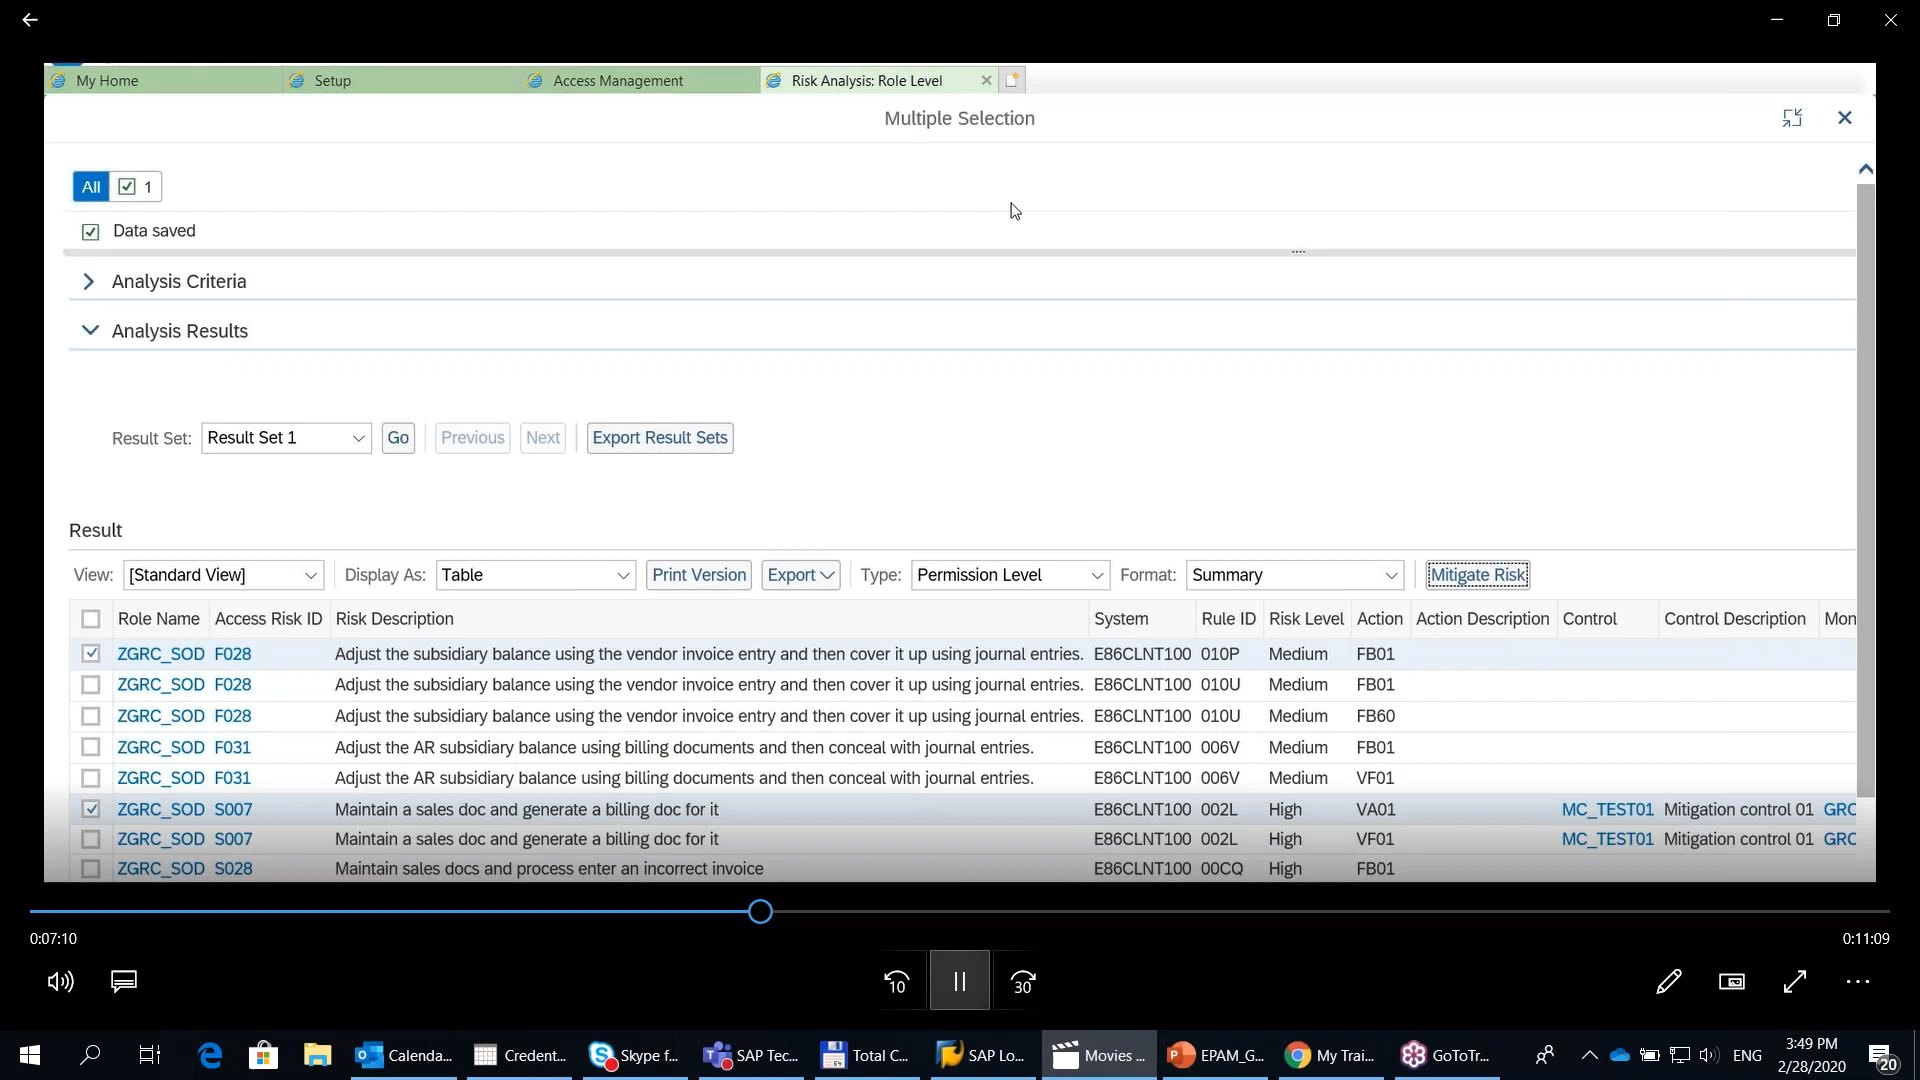 My Home Setup Access Management Risk Analysis: Role Level
Multiple Selection
All 1
Data saved
Analysis Criteria
Analysis Results
Result Set: Result Set 1 Go Previous Next Export Result Sets
Result
View: [Standard View] Display As: Table Print Version Export Type: Permission Level Format: Summary Mitigate Risk
Role Name Access Risk ID Risk Description System Rule ID Risk Level Action Action Description Control Control Description Mon
ZGRC_SOD F028 Adjust the subsidiary balance using the vendor invoice entry and then cover it up using journal entries. E86CLNT100 010P Medium FB01
ZGRC_SOD F028 Adjust the subsidiary balance using the vendor invoice entry and then cover it up using journal entries. E86CLNT100 010U Medium FB01
ZGRC_SOD F028 Adjust the subsidiary balance using the vendor invoice entry and then cover it up using journal entries. E86CLNT100 010U Medium FB60
ZGRC_SOD F031 Adjust the AR subsidiary balance using billing documents and then conceal with journal entries. E86CLNT100 006V Medium FB01
ZGRC_SOD F031 Adjust the AR subsidiary balance using billing documents and then conceal with journal entries. E86CLNT100 006V Medium VF01
ZGRC_SOD S007 Maintain a sales doc and generate a billing doc for it E86CLNT100 002L High VA01 MC_TEST01 Mitigation control 01 GRC
ZGRC_SOD S007 Maintain a sales doc and generate a billing doc for it E86CLNT100 002L High VF01 MC_TEST01 Mitigation control 01 GRC
ZGRC_SOD S028 Maintain sales docs and process enter an incorrect invoice E86CLNT100 00CQ High FB01
0:07:10 0:11:09
10 30
Calenda... Credent... Skype f... SAP Tec... Total C... SAP Lo... Movies ... EPAM_G... My Trai... GoToTr... ENG 3:49 PM
2/28/2020 20